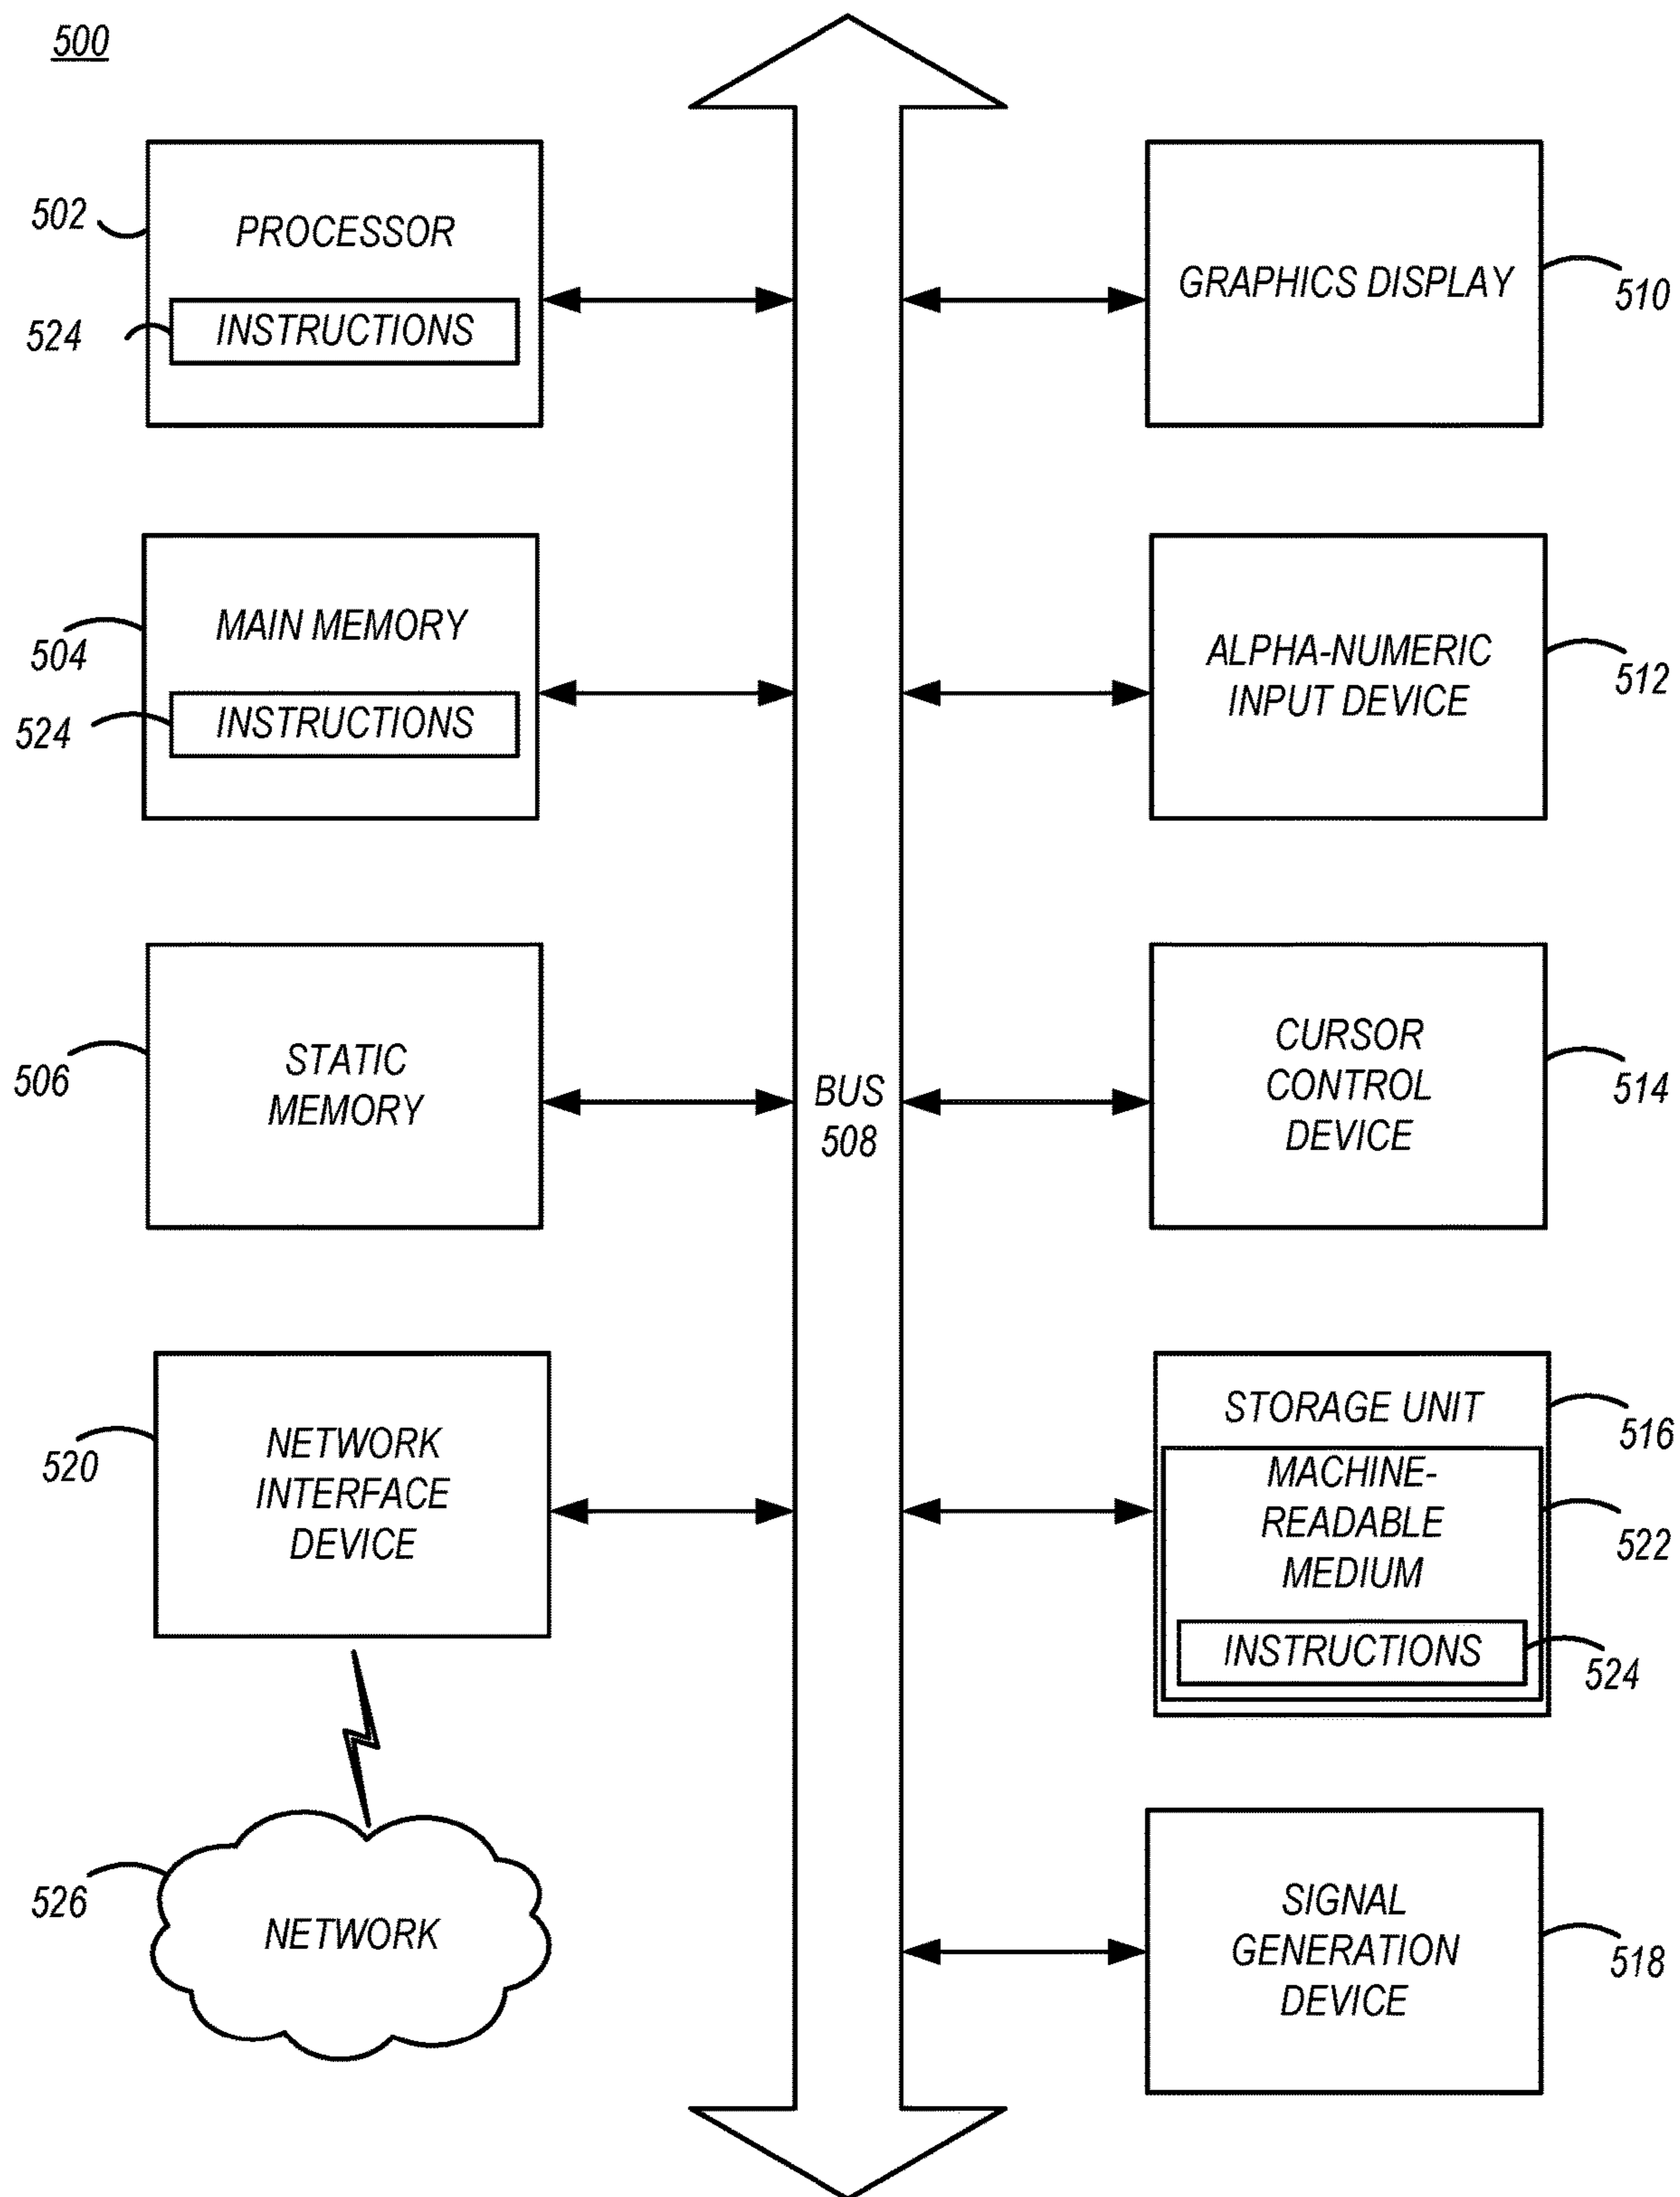 500
502
PROCESSOR
524
INSTRUCTIONS
GRAPHICS DISPLAY
510
504
MAIN MEMORY
524
INSTRUCTIONS
ALPHA-NUMERIC
INPUT DEVICE
512
506
STATIC
MEMORY
BUS
508
CURSOR
CONTROL
DEVICE
514
520
NETWORK
INTERFACE
DEVICE
STORAGE UNIT
516
MACHINE-
READABLE
MEDIUM
522
INSTRUCTIONS
524
526
NETWORK
SIGNAL
GENERATION
DEVICE
518